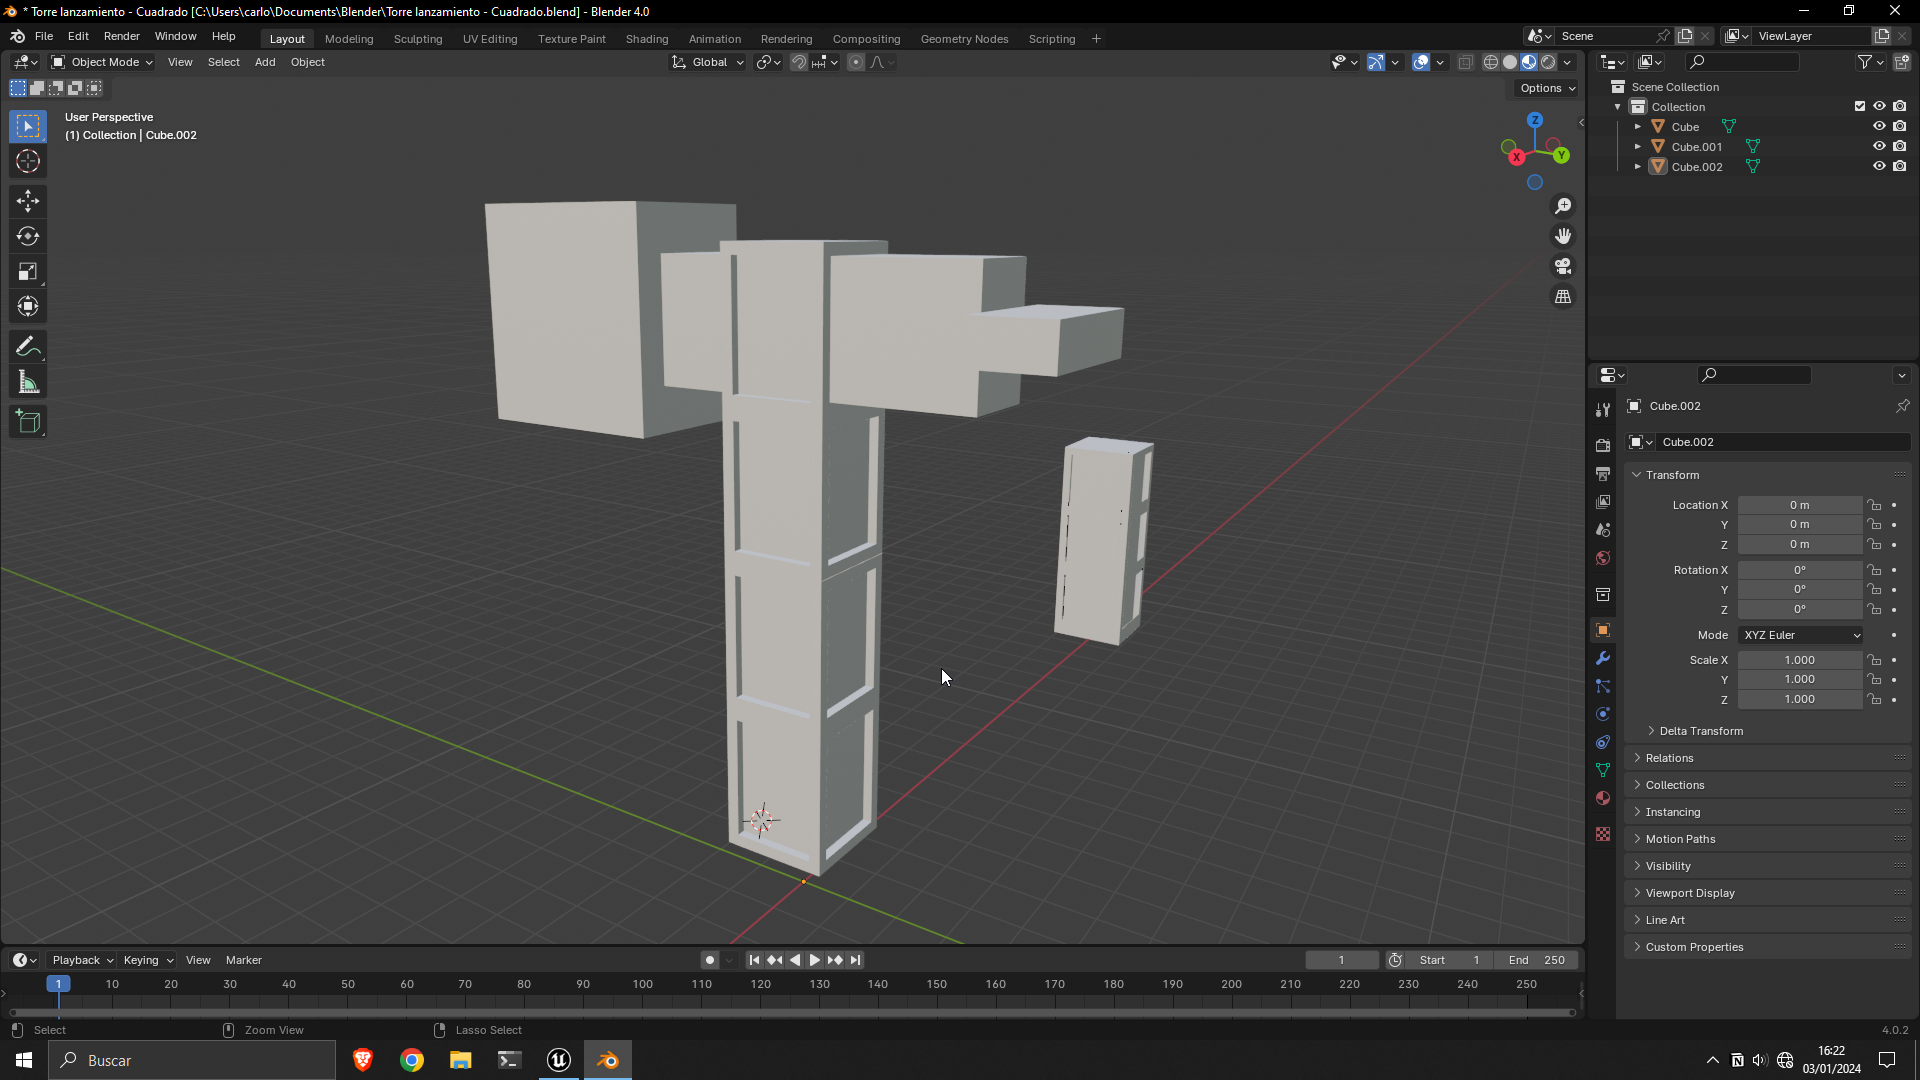 * Torre lanzamiento - Cuadrado [C:\Users\carlo\Documents\Blender\Torre lanzamiento - Cuadrado.blend] - Blender 4.0
File Edit Render Window Help
Layout Modeling Sculpting UV Editing Texture Paint Shading Animation Rendering Compositing Geometry Nodes Scripting +
Scene
ViewLayer
Object Mode View Select Add Object
Global
Options
User Perspective
(1) Collection | Cube.002
Z
X
Y
Scene Collection
Collection
Cube
Cube.001
Cube.002
Cube.002
Cube.002
Transform
Location X 0 m
Y 0 m
Z 0 m
Rotation X 0°
Y 0°
Z 0°
Mode XYZ Euler
Scale X 1.000
Y 1.000
Z 1.000
Delta Transform
Relations
Collections
Instancing
Motion Paths
Visibility
Viewport Display
Line Art
Custom Properties
Playback Keying View Marker
1
Start 1
End 250
1 10 20 30 40 50 60 70 80 90 100 110 120 130 140 150 160 170 180 190 200 210 220 230 240 250
Select
Zoom View
Lasso Select
4.0.2
Buscar
16:22
03/01/2024